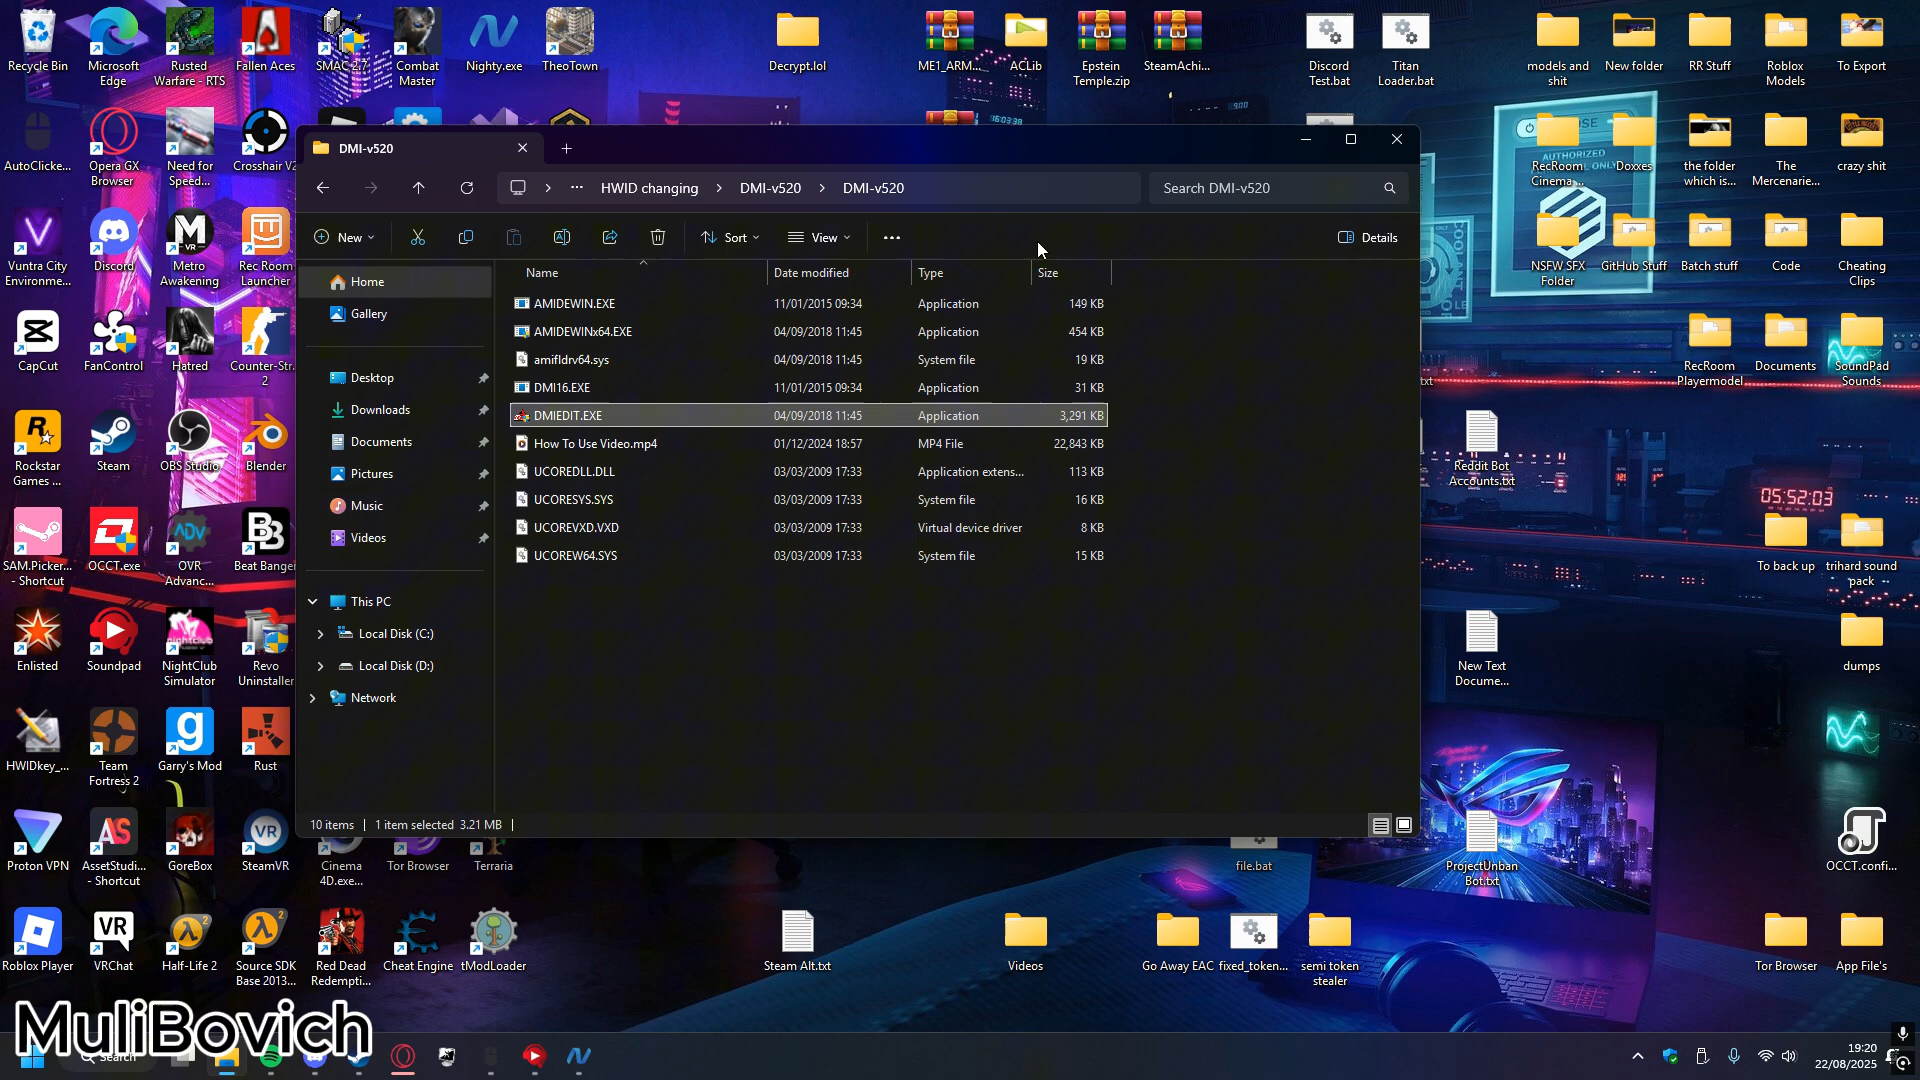 Recycle Bin
Microsoft Edge
Rusted Warfare - RTS
Fallen Aces
SMAC 2.7
Combat Master
Nighty.exe
TheoTown
Decrypt.lol
ME1_ARM...
ACLib
Epstein Temple.zip
SteamAchi...
Discord Test.bat
Titan Loader.bat
models and shit
New folder
RR Stuff
Roblox Models
To Export
AutoClicke...
Opera GX Browser
Need for Speed...
Crosshair V2
RecRoom Cinema ...
Doxxes
the folder which is...
The Mercenarie...
crazy shit
DMI-v520
HWID changing
DMI-v520
DMI-v520
Search DMI-v520
New
Sort
View
Details
Name
Date modified
Type
Size
AMIDEWIN.EXE 11/01/2015 09:34 Application 149 KB
AMIDEWINx64.EXE 04/09/2018 11:45 Application 454 KB
amifldrv64.sys 04/09/2018 11:45 System file 19 KB
DMI16.EXE 11/01/2015 09:34 Application 31 KB
DMIEDIT.EXE 04/09/2018 11:45 Application 3,291 KB
How To Use Video.mp4 01/12/2024 18:57 MP4 File 22,843 KB
UCOREDLL.DLL 03/03/2009 17:33 Application extens... 113 KB
UCORESYS.SYS 03/03/2009 17:33 System file 16 KB
UCOREVXD.VXD 03/03/2009 17:33 Virtual device driver 8 KB
UCOREW64.SYS 03/03/2009 17:33 System file 15 KB
Home
Gallery
Desktop
Downloads
Documents
Pictures
Music
Videos
This PC
Local Disk (C:)
Local Disk (D:)
Network
10 items
1 item selected 3.21 MB
Vuntra City Environme...
Discord
Metro Awakening
Rec Room Launcher
NSFW SFX Folder
GitHub Stuff
Batch stuff
Code
Cheating Clips
CapCut
FanControl
Hatred
Counter-Str... 2
txt
RecRoom Playermodel
Documents
SoundPad Sounds
Rockstar Games ...
Steam
OBS Studio
Blender
Reddit Bot Accounts.txt
05:52:03
SAM.Picker... - Shortcut
OCCT.exe
OVR Advanc...
Beat Banger
To back up
trihard sound pack
Enlisted
Soundpad
NightClub Simulator
Revo Uninstaller
New Text Docume...
dumps
HWIDkey_...
Team Fortress 2
Garry's Mod
Rust
Proton VPN
AssetStudi... - Shortcut
GoreBox
SteamVR
Cinema 4D.exe...
Tor Browser
Terraria
file.bat
ProjectUnban Bot.txt
OCCT.confi...
Roblox Player
VRChat
Half-Life 2
Source SDK Base 2013...
Red Dead Redempti...
Cheat Engine
tModLoader
Steam Alt.txt
Videos
Go Away EAC
fixed_token...
semi token stealer
Tor Browser
App File's
MuliBovich
Search
19:20
22/08/2025